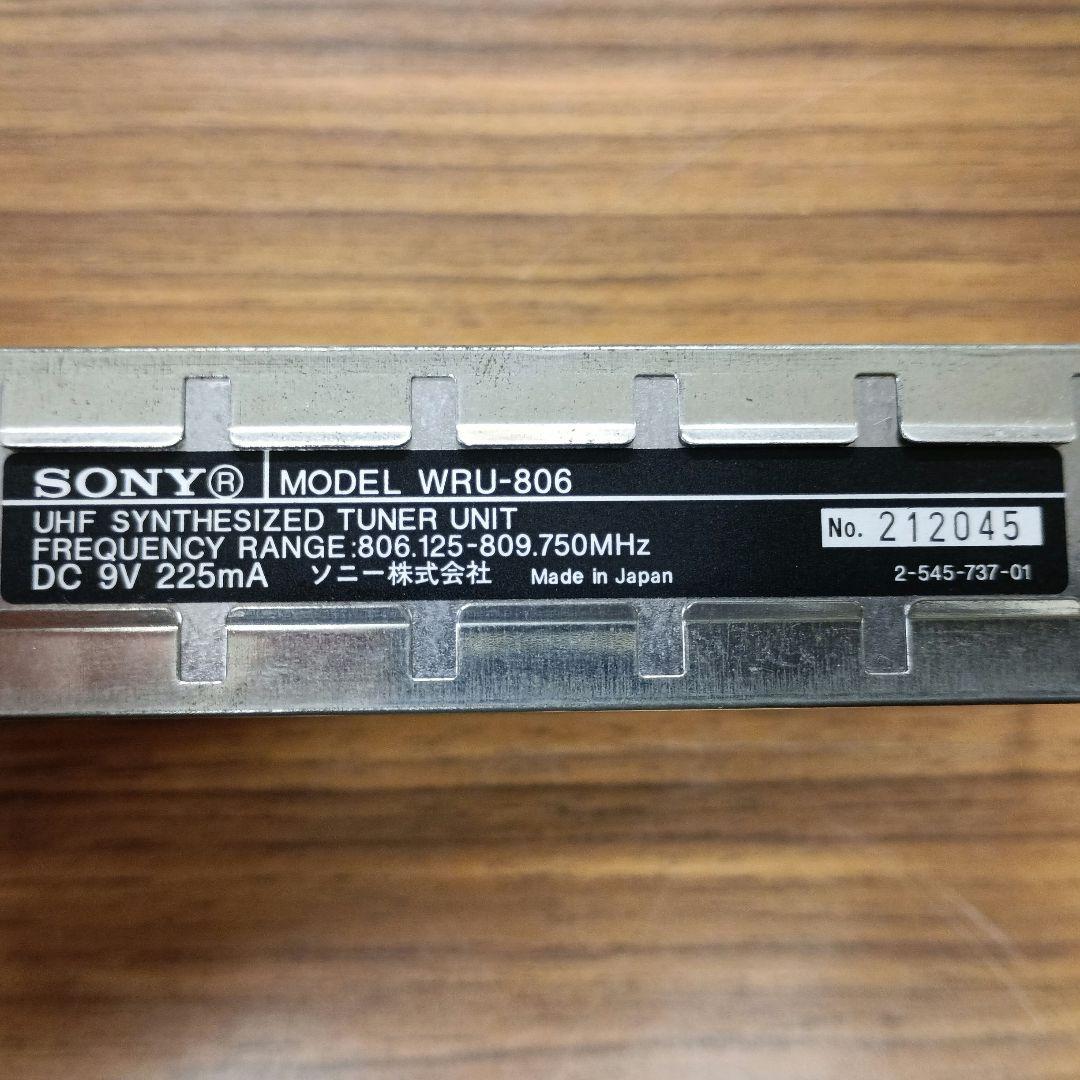 SONY® MODEL WRU-806
UHF SYNTHESIZED TUNER UNIT
FREQUENCY RANGE:806.125-809.750MHz
No. 212045
DC 9V 225mA ソニー株式会社 Made in Japan 2-545-737-01